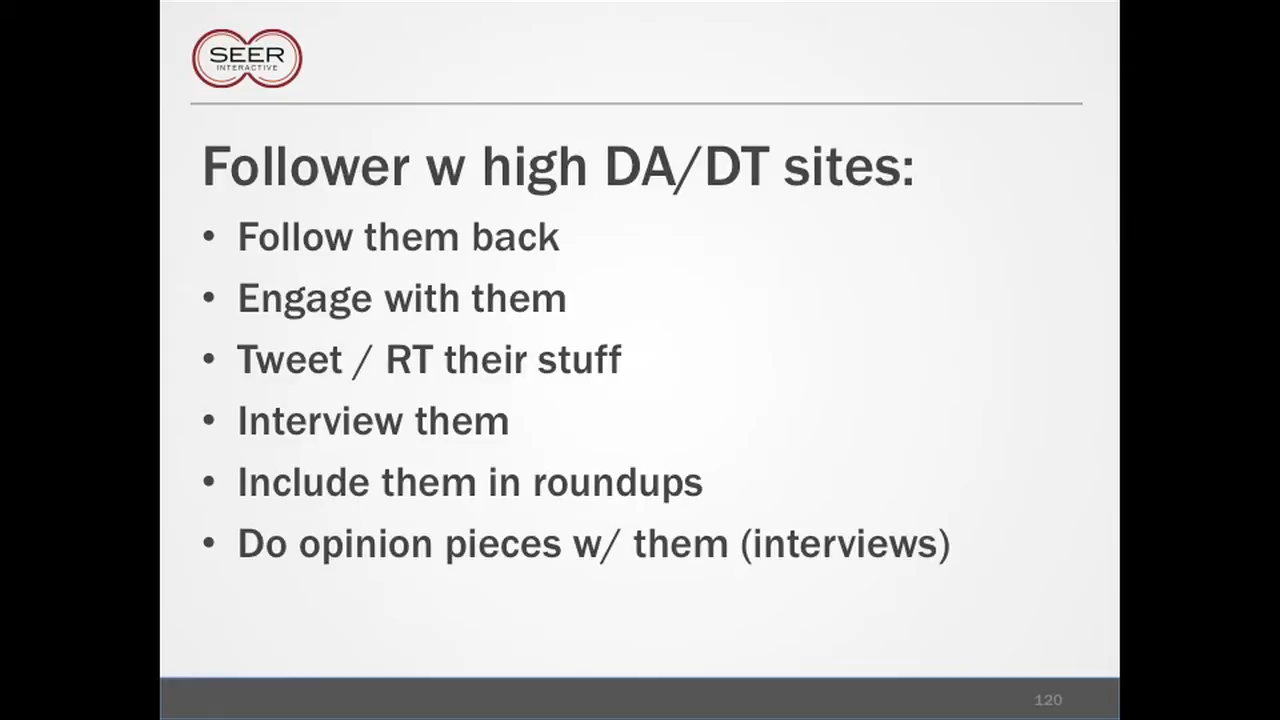 SEER
INTERACTIVE
Follower w high DA/DT sites:
• Follow them back
• Engage with them
• Tweet / RT their stuff
• Interview them
• Include them in roundups
• Do opinion pieces w/ them (interviews)
120